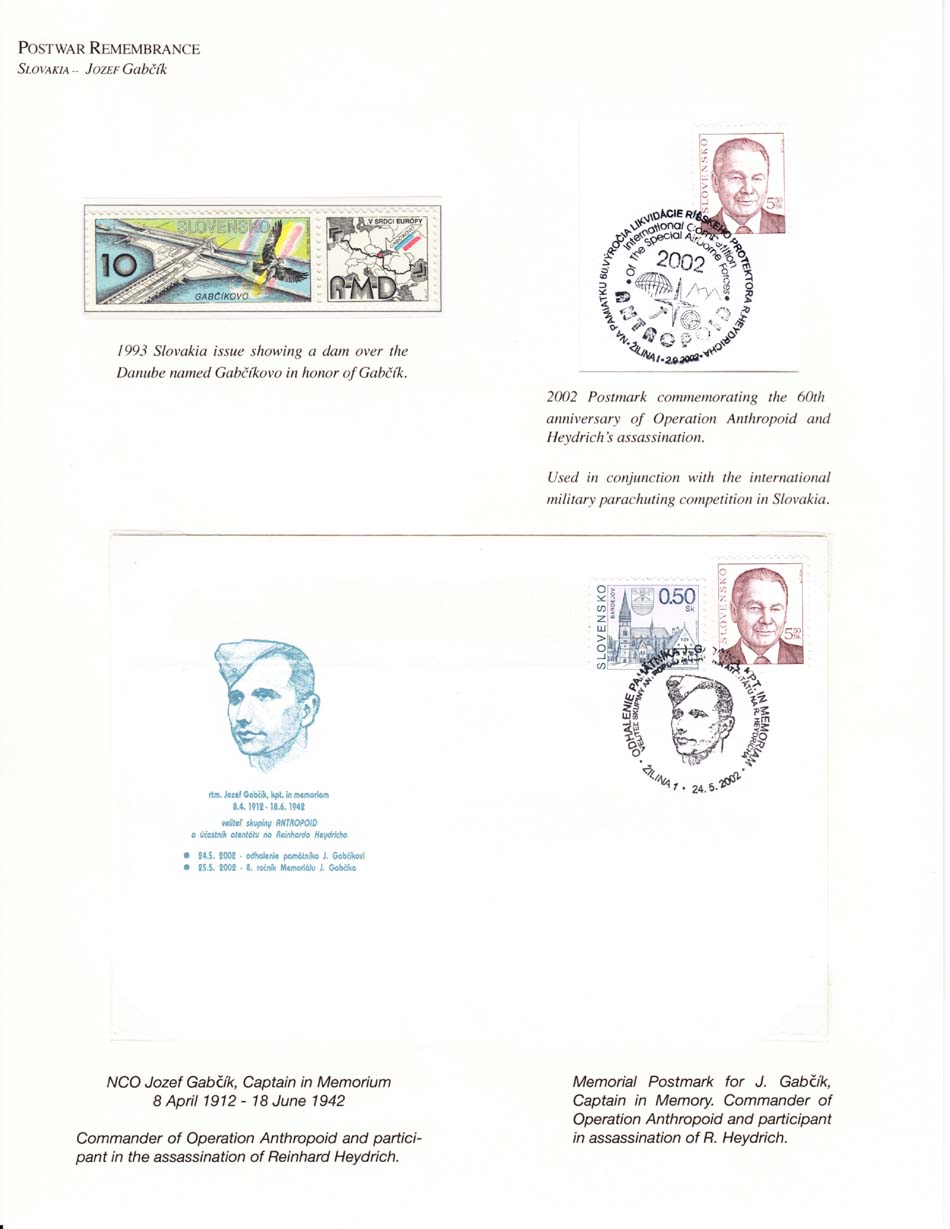 POSTWAR REMEMBRANCE
SLOVAKIA -- JOZEF Gabčík
SLOVENSKO
10
GABČÍKOVO
V SRDCI EURÓPY
R-M-D
1993 Slovakia issue showing a dam over the
Danube named Gabčíkovo in honor of Gabčík.
SLOVENSKO
5
NA PAMIATKU 60.VÝROČIA LIKVIDÁCIE RÍŠSKEHO PROTEKTORA R.HEYDRICHA
International Competition
Of The Special Airborne Forces
2002
ANTROPOID
ŽILINA 1 • 2.9.2002
2002 Postmark commemorating the 60th
anniversary of Operation Anthropoid and
Heydrich's assassination.
Used in conjunction with the international
military parachuting competition in Slovakia.
SLOVENSKO
BARDEJOV
0.50
Sk
SLOVENSKO
5
Sk
ODHALENIE PAMÄTNÍKA J. KPT. IN MEMORIAM
VELITEĽ SKUPINY NA R. HEYDRICHA
• ŽILINA 1 • 24.5.2002 •
rtm. Jozef Gabčík, kpt. in memoriam
8.4. 1912 - 18.6. 1942
veliteľ skupiny ANTROPOID
a účastník atentátu na Reinharda Heydricha
● 24.5. 2002 - odhalenie pamätníka J. Gabčíkovi
● 25.5. 2002 - 8. ročník Memoriálu J. Gabčíka
NCO Jozef Gabčík, Captain in Memorium
8 April 1912 - 18 June 1942
Commander of Operation Anthropoid and partici-
pant in the assassination of Reinhard Heydrich.
Memorial Postmark for J. Gabčík,
Captain in Memory. Commander of
Operation Anthropoid and participant
in assassination of R. Heydrich.